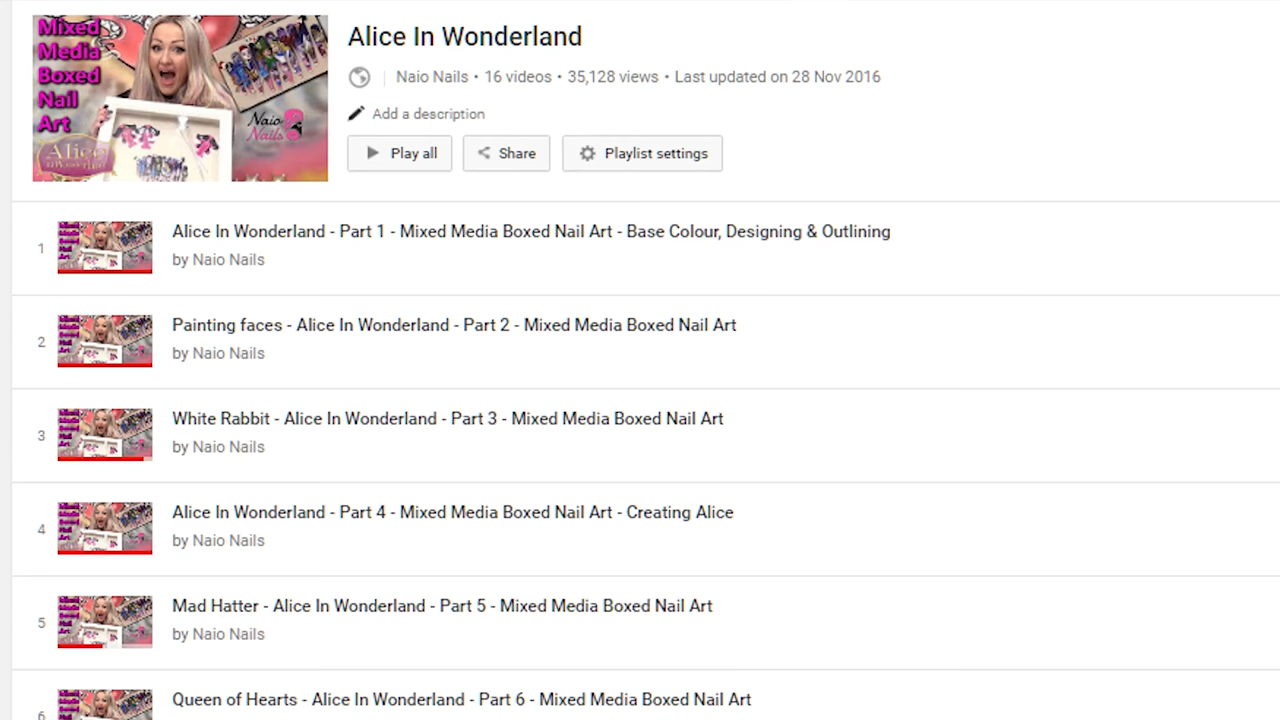 Mixed
Media
Boxed
Nail
Art
Alice
Naio
Nails
Alice In Wonderland
Naio Nails • 16 videos • 35,128 views • Last updated on 28 Nov 2016
Add a description
Play all
Share
Playlist settings
1
Alice In Wonderland - Part 1 - Mixed Media Boxed Nail Art - Base Colour, Designing & Outlining
by Naio Nails
2
Painting faces - Alice In Wonderland - Part 2 - Mixed Media Boxed Nail Art
by Naio Nails
3
White Rabbit - Alice In Wonderland - Part 3 - Mixed Media Boxed Nail Art
by Naio Nails
4
Alice In Wonderland - Part 4 - Mixed Media Boxed Nail Art - Creating Alice
by Naio Nails
5
Mad Hatter - Alice In Wonderland - Part 5 - Mixed Media Boxed Nail Art
by Naio Nails
6
Queen of Hearts - Alice In Wonderland - Part 6 - Mixed Media Boxed Nail Art